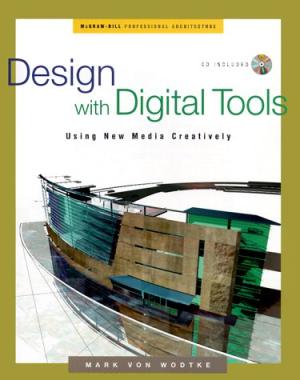 McGRAW-HILL PROFESSIONAL ARCHITECTURE
CD INCLUDED
Design
with Digital Tools
Using New Media Creatively
MARK VON WODTKE